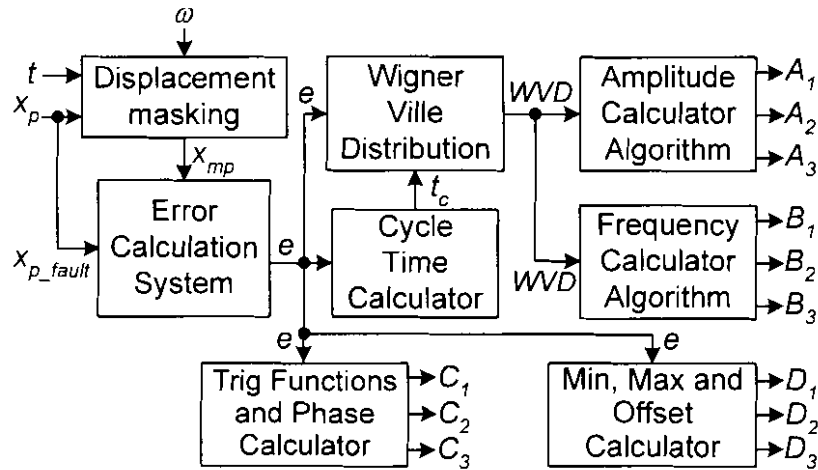 ω
t
x_p
Displacement
masking
x_mp
x_p_fault
Error
Calculation
System
e
e
Wigner
Ville
Distribution
t_c
Cycle
Time
Calculator
WVD
WVD
Amplitude
Calculator
Algorithm
A_1
A_2
A_3
Frequency
Calculator
Algorithm
B_1
B_2
B_3
e
Trig Functions
and Phase
Calculator
C_1
C_2
C_3
e
Min, Max and
Offset
Calculator
D_1
D_2
D_3